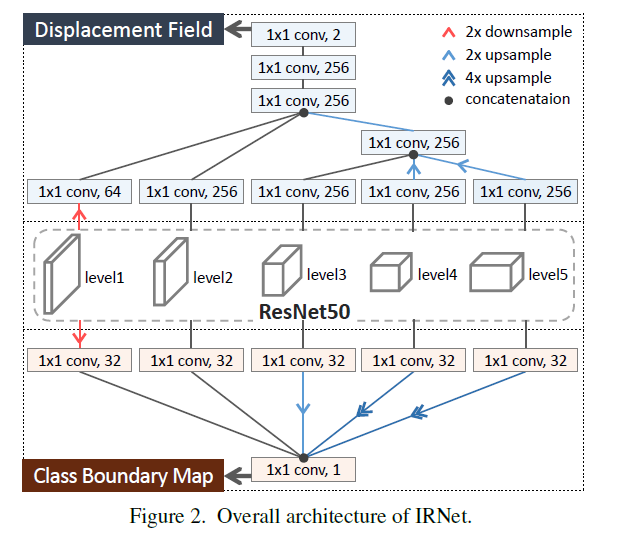 Displacement Field
1x1 conv, 2
2x downsample
2x upsample
1x1 conv, 256
4x upsample
1x1 conv, 256
concatenataion
1x1 conv, 256
1x1 conv, 64
1x1 conv, 256
1x1 conv, 256
1x1 conv, 256
1x1 conv, 256
level1
level2
level3
level4
level5
ResNet50
1x1 conv, 32
1x1 conv, 32
1x1 conv, 32
1x1 conv, 32
1x1 conv, 32
Class Boundary Map
1x1 conv, 1
Figure 2. Overall architecture of IRNet.